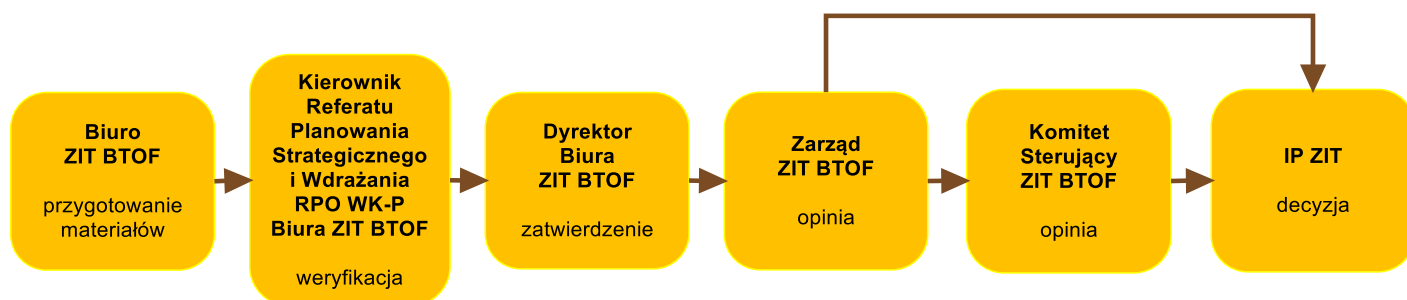 Biuro
ZIT BTOF
przygotowanie
materiałów
Kierownik
Referatu
Planowania
Strategicznego
i Wdrażania
RPO WK-P
Biura ZIT BTOF
weryfikacja
Dyrektor
Biura
ZIT BTOF
zatwierdzenie
Zarząd
ZIT BTOF
opinia
Komitet
Sterujący
ZIT BTOF
opinia
IP ZIT
decyzja